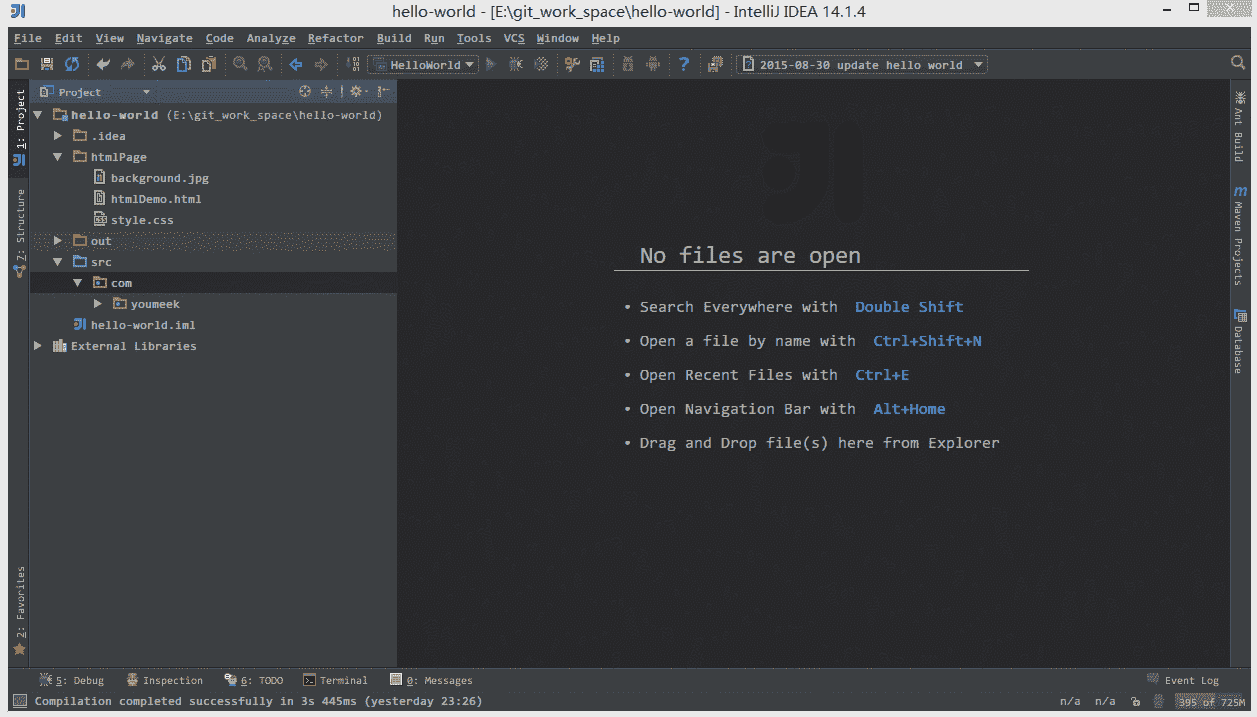 hello-world - [E:\git_work_space\hello-world] - IntelliJ IDEA 14.1.4
File Edit View Navigate Code Analyze Refactor Build Run Tools VCS Window Help
HelloWorld
2015-08-30 update hello world
Project
1: Project
Z: Structure
2: Favorites
hello-world (E:\git_work_space\hello-world)
.idea
htmlPage
background.jpg
htmlDemo.html
style.css
out
src
com
youmeek
hello-world.iml
External Libraries
No files are open
• Search Everywhere with Double Shift
• Open a file by name with Ctrl+Shift+N
• Open Recent Files with Ctrl+E
• Open Navigation Bar with Alt+Home
• Drag and Drop file(s) here from Explorer
Ant Build
Maven Projects
Database
5: Debug Inspection 6: TODO Terminal 0: Messages Event Log
Compilation completed successfully in 3s 445ms (yesterday 23:26) n/a n/a 395 of 725M